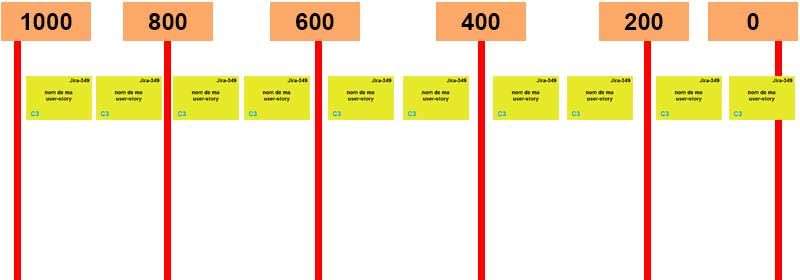 1000 800 600 400 200 0
Jira-349 Jira-349 Jira-349 Jira-349 Jira-349 Jira-349 Jira-349 Jira-349 Jira-349 Jira-349
nom de ma nom de ma nom de ma nom de ma nom de ma nom de ma nom de ma nom de ma nom de ma nom de ma
user-story user-story user-story user-story user-story user-story user-story user-story user-story user-story
C3 C3 C3 C3 C3 C3 C3 C3 C3 C3